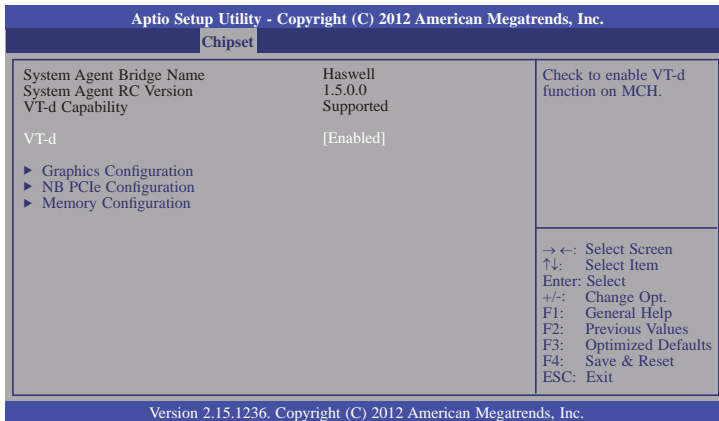 Aptio Setup Utility - Copyright (C) 2012 American Megatrends, Inc.
Chipset
System Agent Bridge Name Haswell
System Agent RC Version 1.5.0.0
VT-d Capability Supported
VT-d [Enabled]
▶ Graphics Configuration
▶ NB PCIe Configuration
▶ Memory Configuration
Check to enable VT-d
function on MCH.
→←: Select Screen
↑↓: Select Item
Enter: Select
+/-: Change Opt.
F1: General Help
F2: Previous Values
F3: Optimized Defaults
F4: Save & Reset
ESC: Exit
Version 2.15.1236. Copyright (C) 2012 American Megatrends, Inc.